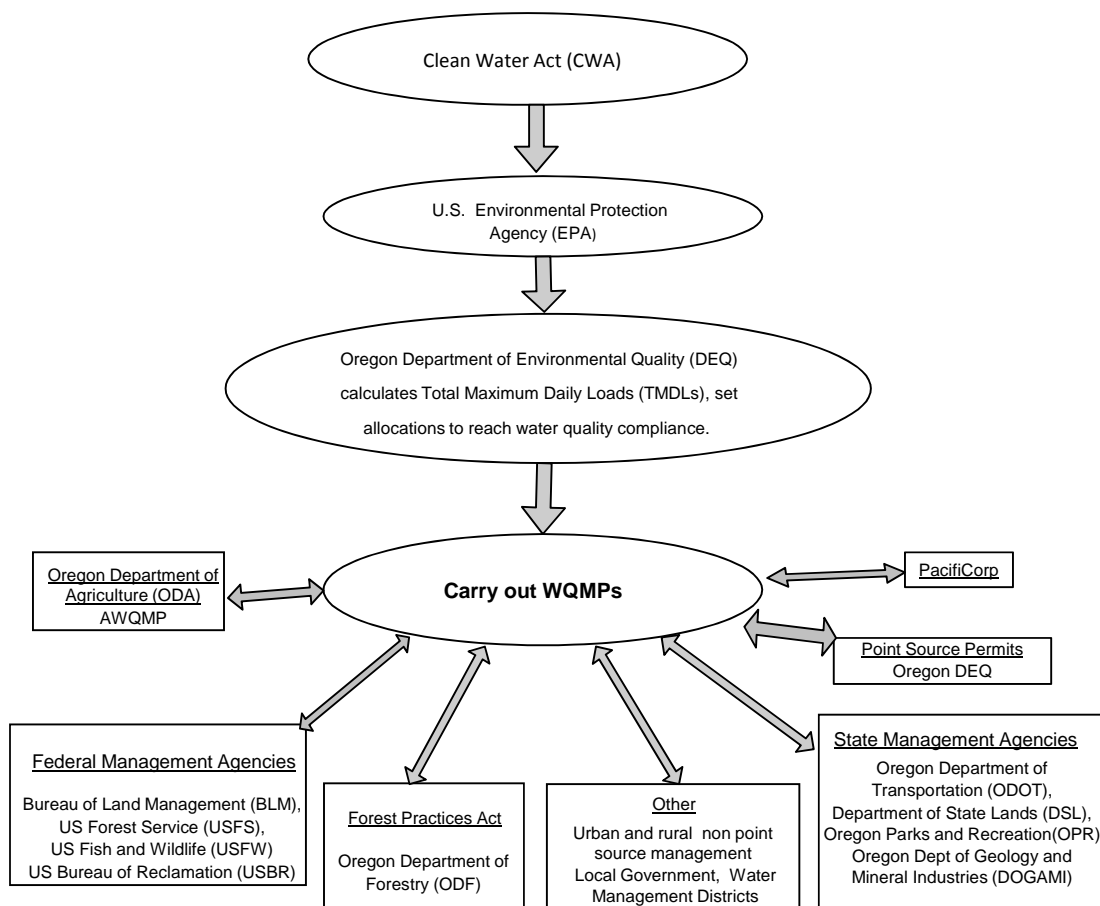 Clean Water Act (CWA)
U.S. Environmental Protection
Agency (EPA)
Oregon Department of Environmental Quality (DEQ)
calculates Total Maximum Daily Loads (TMDLs), set
allocations to reach water quality compliance.
Carry out WQMPs
Oregon Department of
Agriculture (ODA)
AWQMP
PacifiCorp
Point Source Permits
Oregon DEQ
Federal Management Agencies
Bureau of Land Management (BLM),
US Forest Service (USFS),
US Fish and Wildlife (USFW)
US Bureau of Reclamation (USBR)
Forest Practices Act
Oregon Department of
Forestry (ODF)
Other
Urban and rural non point
source management
Local Government, Water
Management Districts
State Management Agencies
Oregon Department of
Transportation (ODOT),
Department of State Lands (DSL),
Oregon Parks and Recreation(OPR)
Oregon Dept of Geology and
Mineral Industries (DOGAMI)